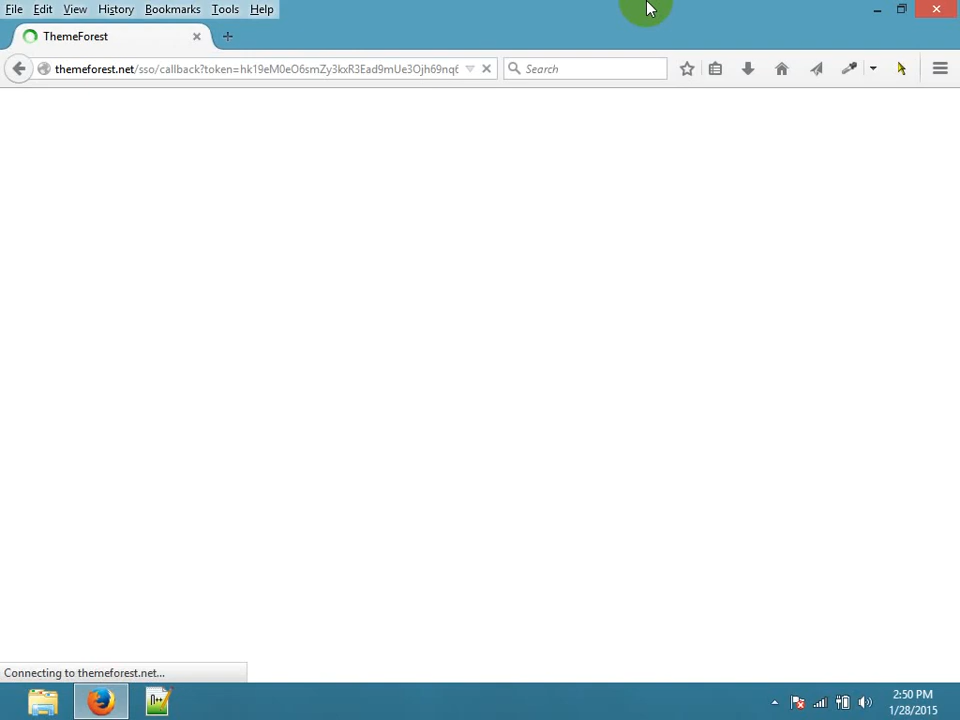 File Edit View History Bookmarks Tools Help
ThemeForest
themeforest.net/sso/callback?token=hk19eM0eO6smZy3kxR3Ead9mUe3Ojh69nq6
Search
Connecting to themeforest.net...
n++
2:50 PM
1/28/2015